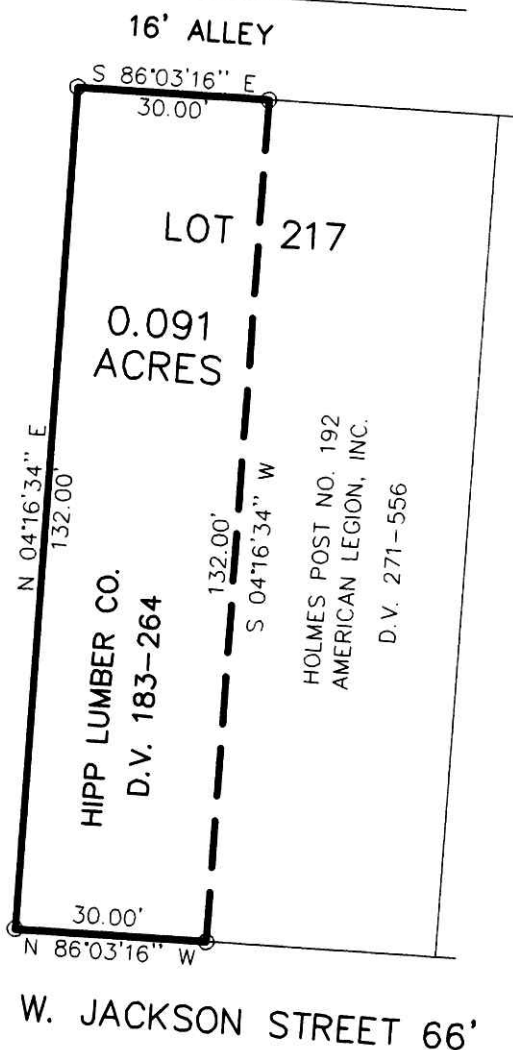 16' ALLEY
S 86°03'16" E
30.00'
LOT 217
0.091
ACRES
N 04°16'34" E
132.00'
132.00'
S 04°16'34" W
HOLMES POST NO. 192
AMERICAN LEGION, INC.
D.V. 271-556
HIPP LUMBER CO.
D.V. 183-264
30.00'
N 86°03'16" W
W. JACKSON STREET 66'